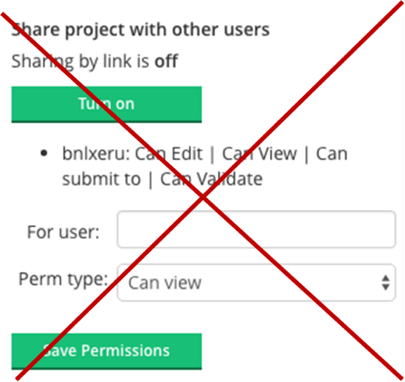 Share project with other users
Sharing by link is off
Turn on
• bnlxeru: Can Edit | Can View | Can
submit to | Can Validate
For user:
Perm type: Can view
Save Permissions